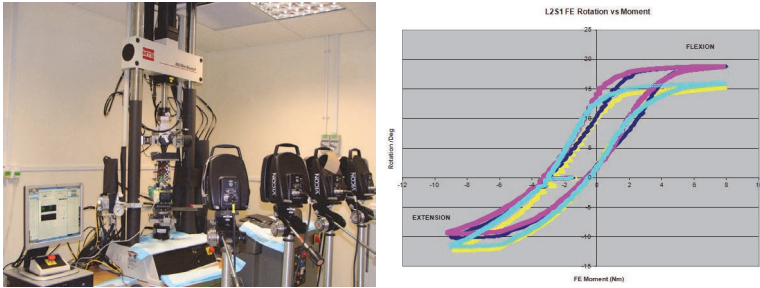 MTS
VICON
VICON
VICON
L2S1 FE Rotation vs Moment
FLEXION
EXTENSION
Rotation /Deg
25
20
15
10
5
0
-5
-10
-15
-12 -10 -8 -6 -4 -2 0 2 4 6 8 10
FE Moment (Nm)